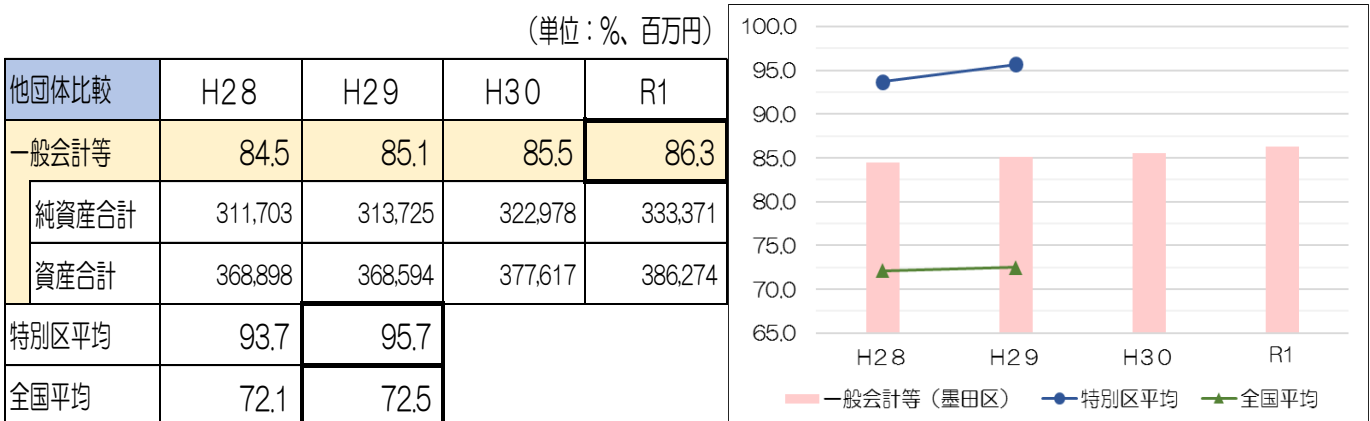 （単位：％、百万円）
他団体比較 H28 H29 H30 R1
一般会計等 84.5 85.1 85.5 86.3
純資産合計 311,703 313,725 322,978 333,371
資産合計 368,898 368,594 377,617 386,274
特別区平均 93.7 95.7
全国平均 72.1 72.5
100.0
95.0
90.0
85.0
80.0
75.0
70.0
65.0
H28 H29 H30 R1
一般会計等（墨田区） 特別区平均 全国平均